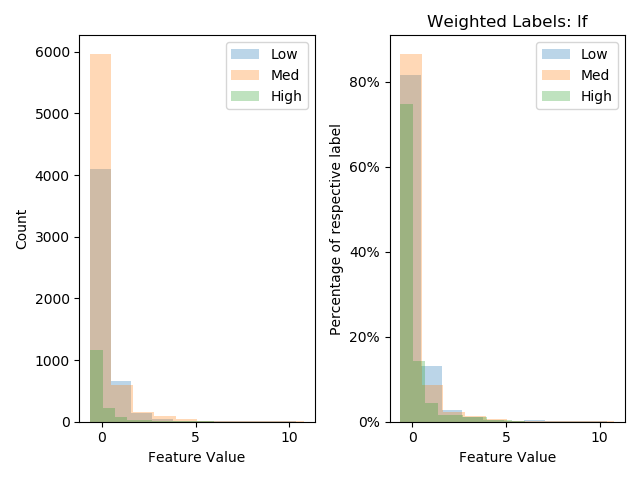 Weighted Labels: lf
6000
5000
4000
3000
2000
1000
0
Count
0
5
10
Feature Value
Low
Med
High
80%
60%
40%
20%
0%
Percentage of respective label
0
5
10
Feature Value
Low
Med
High